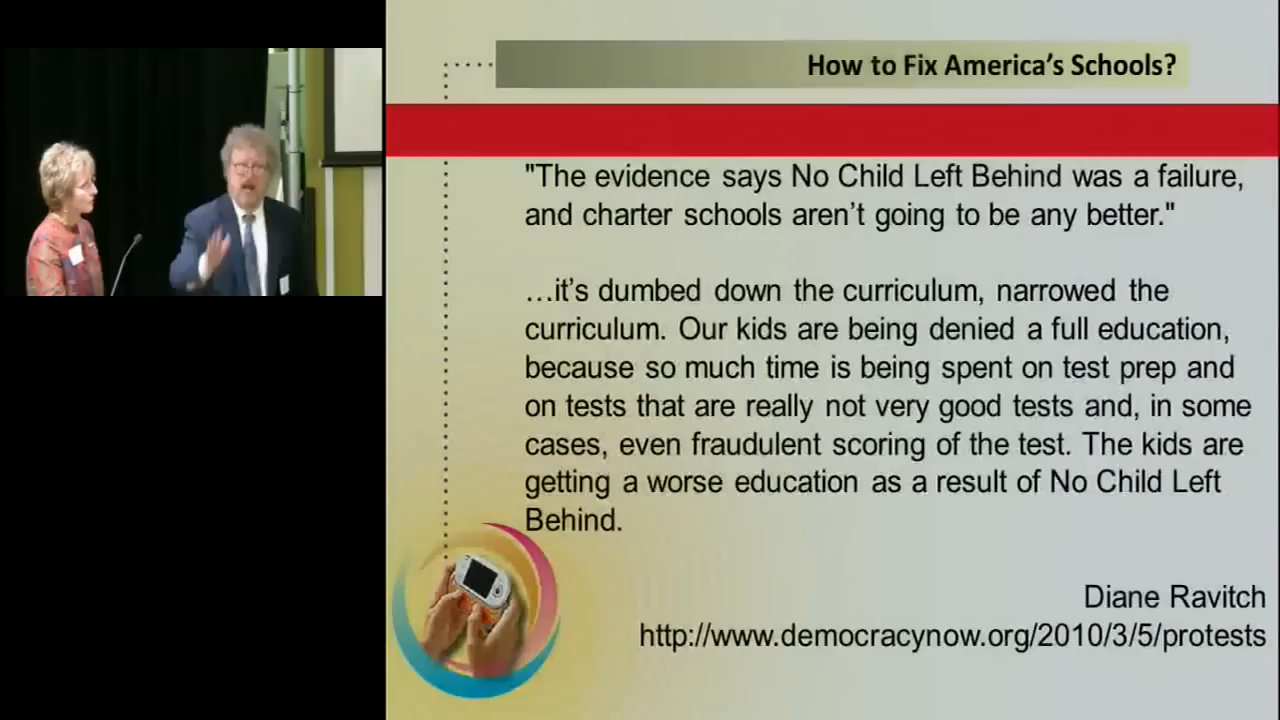 How to Fix America's Schools?
"The evidence says No Child Left Behind was a failure,
and charter schools aren't going to be any better."
…it's dumbed down the curriculum, narrowed the
curriculum. Our kids are being denied a full education,
because so much time is being spent on test prep and
on tests that are really not very good tests and, in some
cases, even fraudulent scoring of the test. The kids are
getting a worse education as a result of No Child Left
Behind.
Diane Ravitch
http://www.democracynow.org/2010/3/5/protests